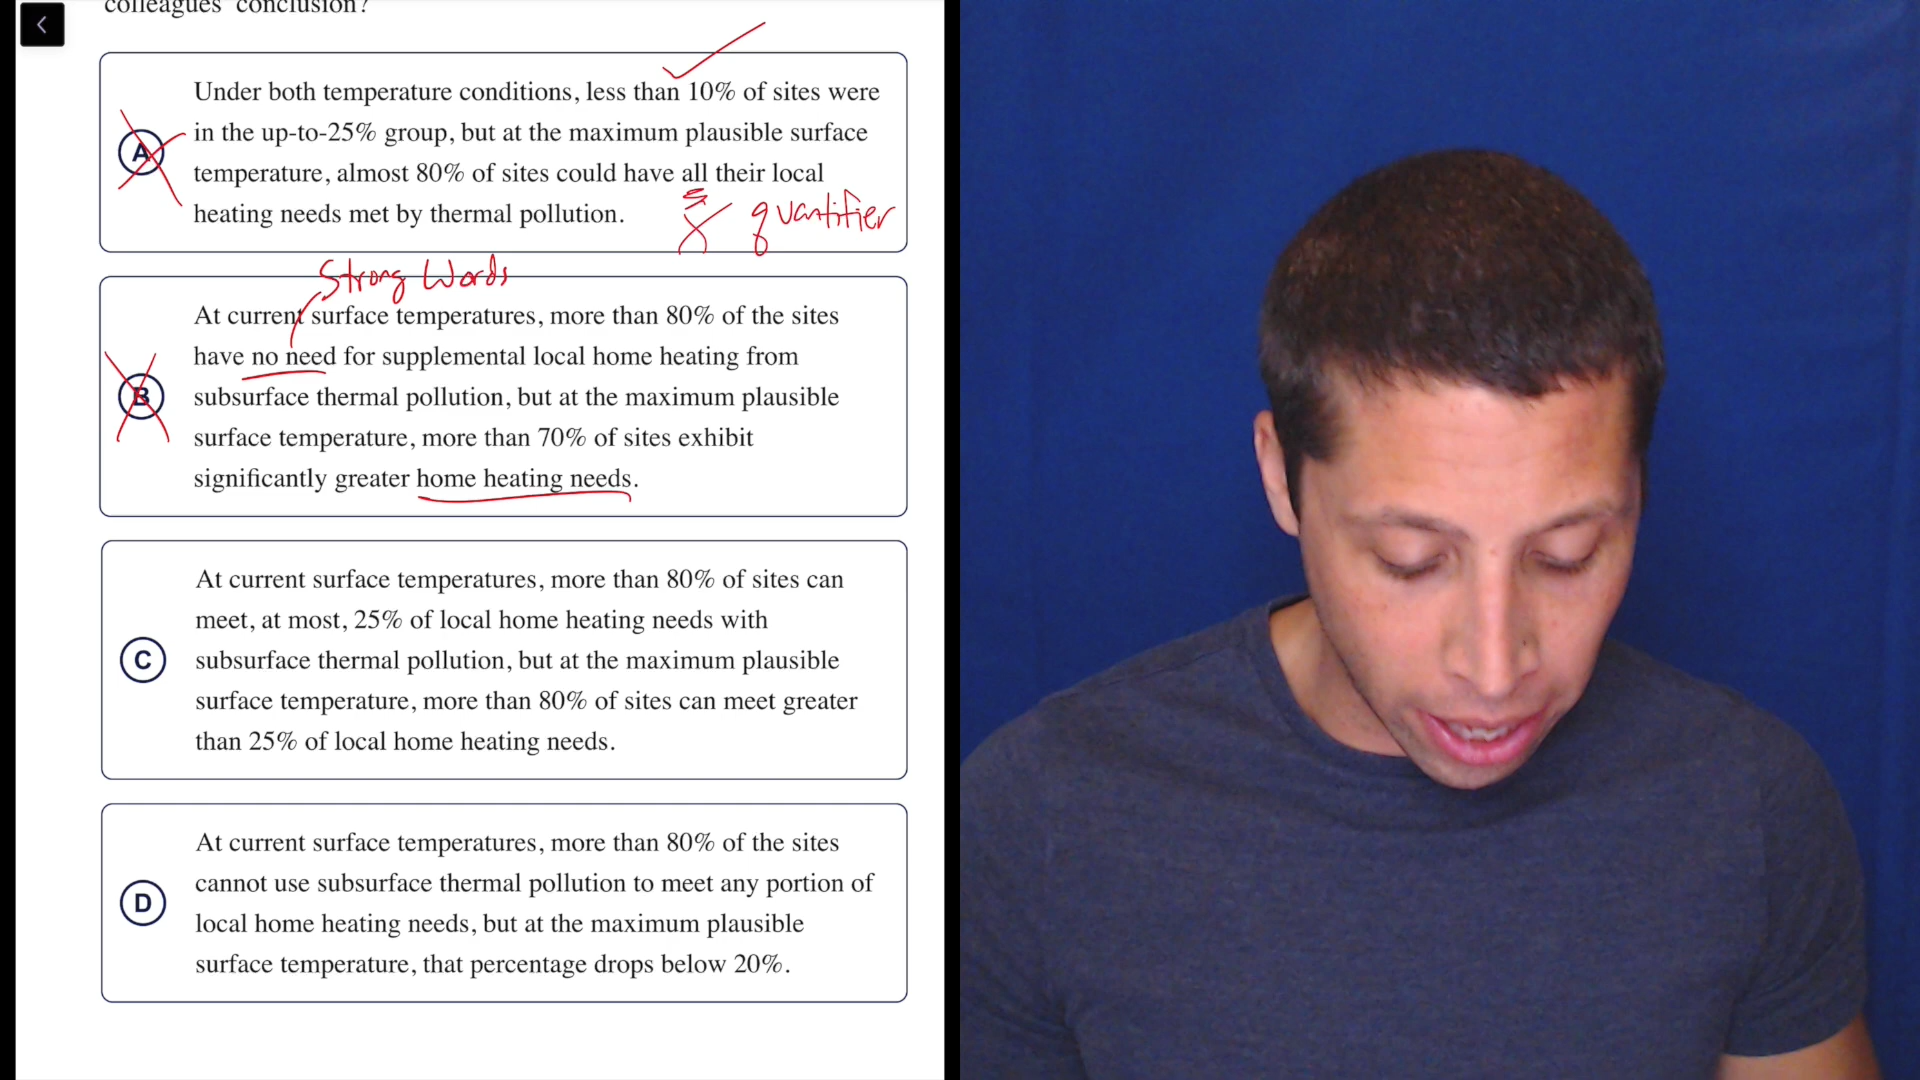 colleagues' conclusion?
Under both temperature conditions, less than 10% of sites were
in the up-to-25% group, but at the maximum plausible surface
temperature, almost 80% of sites could have all their local
heating needs met by thermal pollution.
quantifier
A
Strong Words
At current surface temperatures, more than 80% of the sites
have no need for supplemental local home heating from
subsurface thermal pollution, but at the maximum plausible
surface temperature, more than 70% of sites exhibit
significantly greater home heating needs.
B
At current surface temperatures, more than 80% of sites can
meet, at most, 25% of local home heating needs with
subsurface thermal pollution, but at the maximum plausible
surface temperature, more than 80% of sites can meet greater
than 25% of local home heating needs.
C
At current surface temperatures, more than 80% of the sites
cannot use subsurface thermal pollution to meet any portion of
local home heating needs, but at the maximum plausible
surface temperature, that percentage drops below 20%.
D